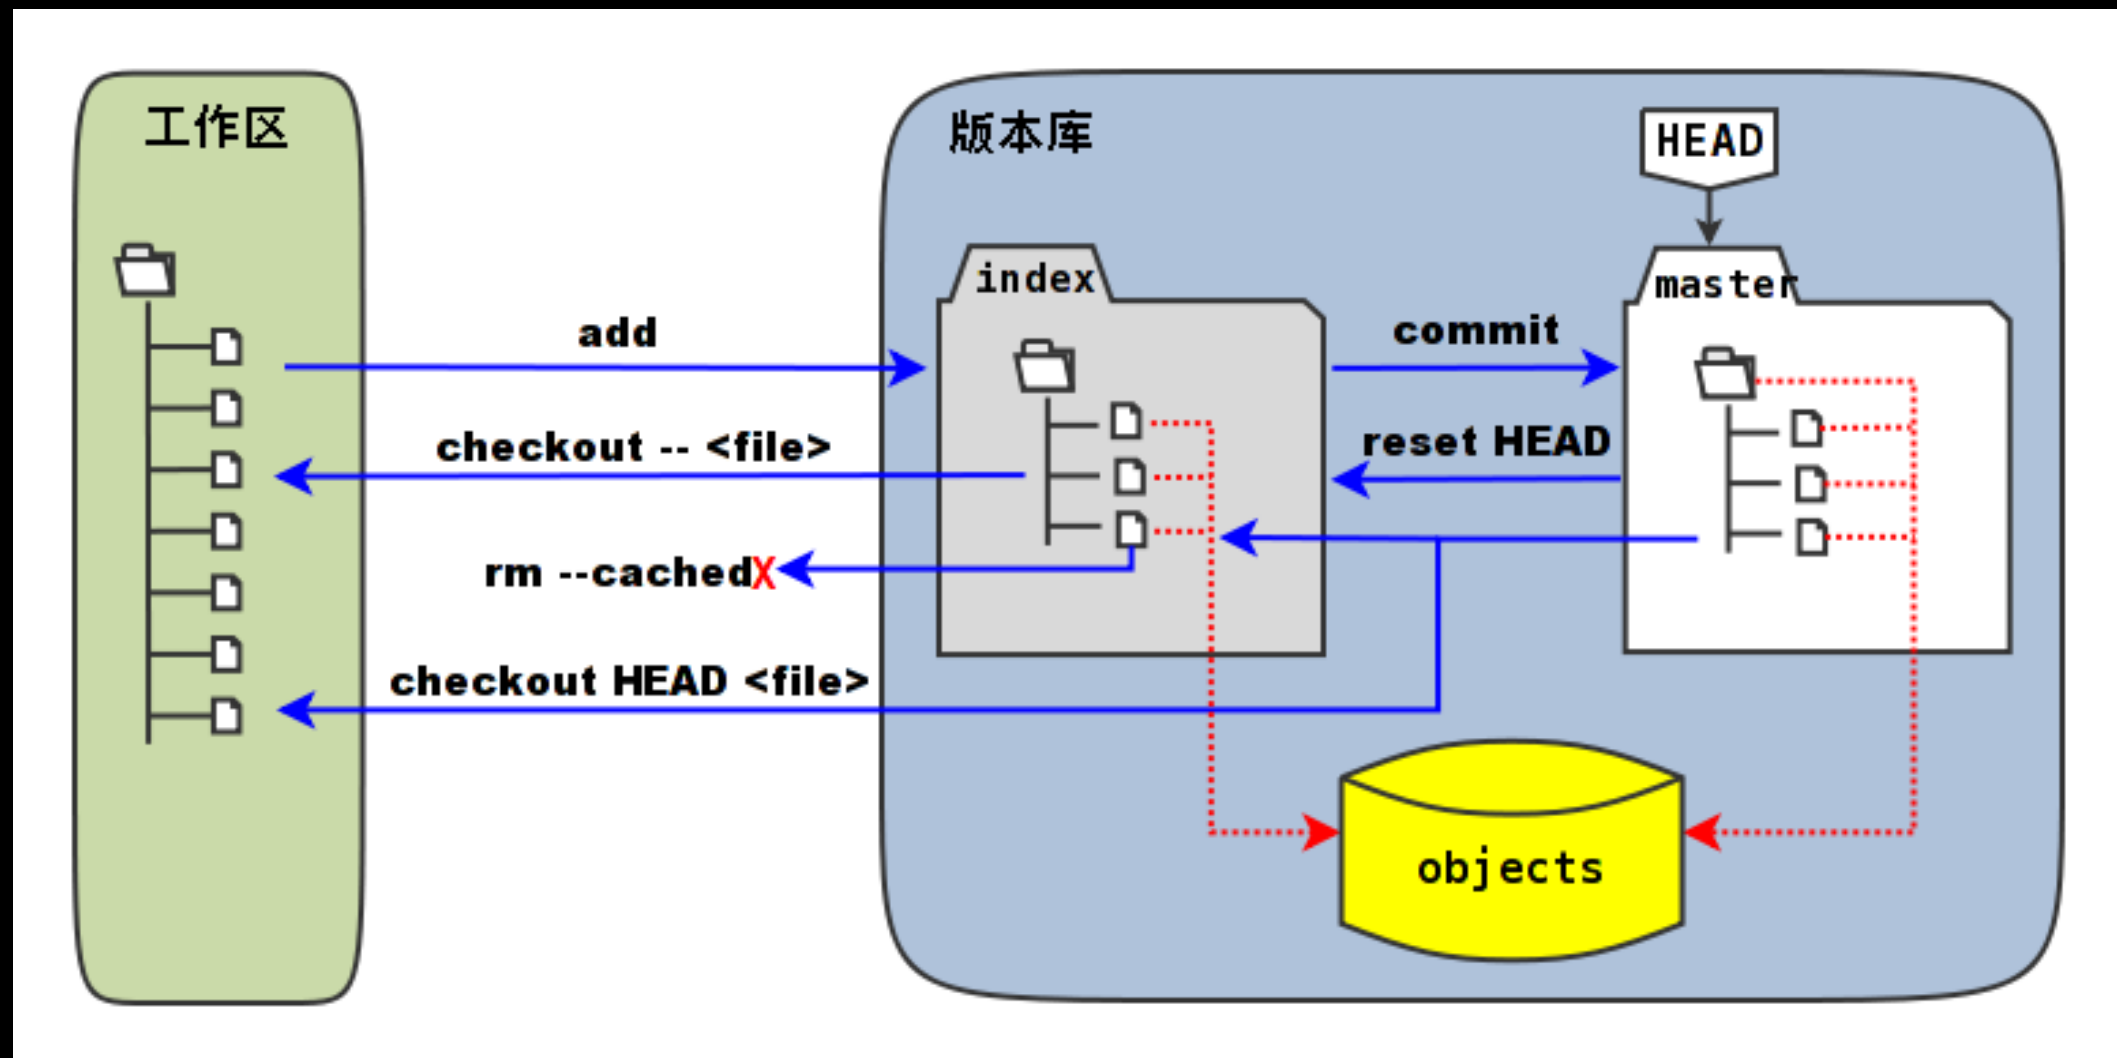 工作区
版本库
HEAD
index
master
add
commit
checkout -- <file>
reset HEAD
rm --cachedX
checkout HEAD <file>
objects